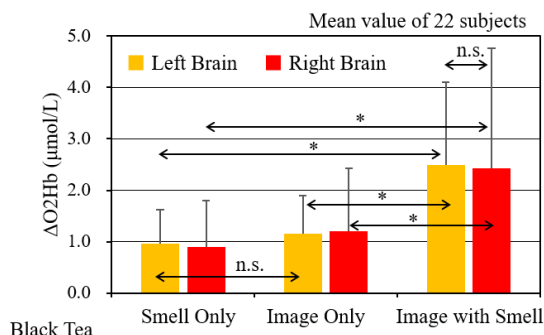 Mean value of 22 subjects
5.0
n.s.
Left Brain Right Brain
4.0
*
3.0
*
ΔO2Hb (μmol/L)
2.0
*
*
1.0
n.s.
0.0
Smell Only Image Only Image with Smell
Black Tea